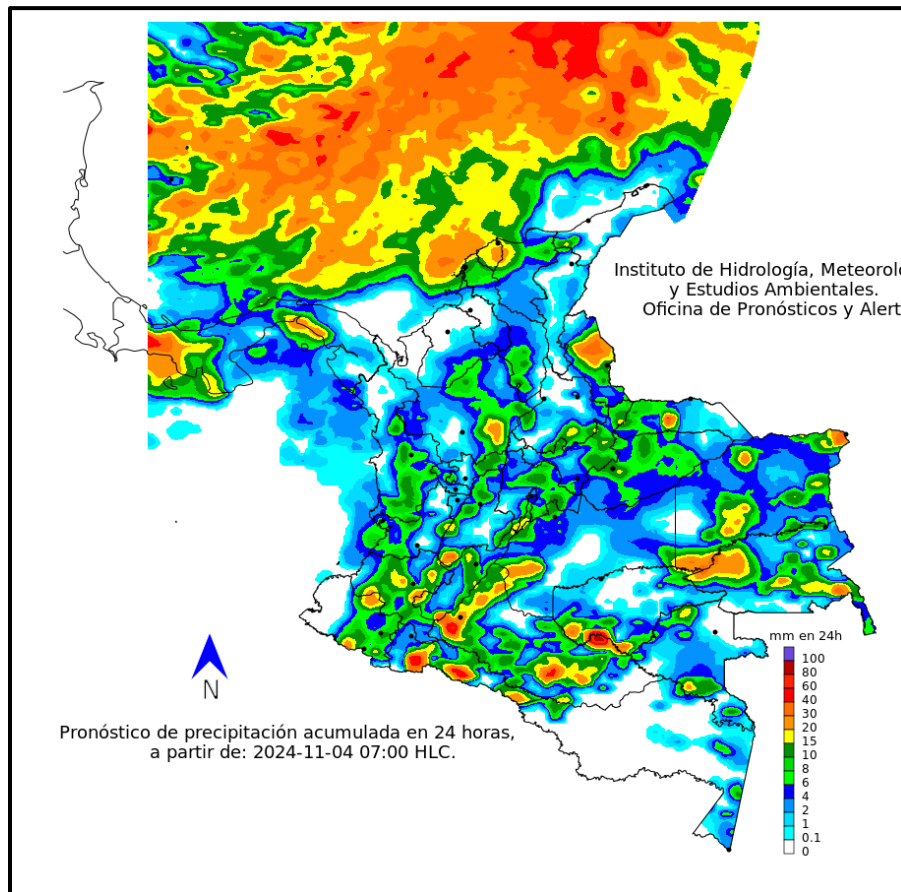 Instituto de Hidrología, Meteorolo
y Estudios Ambientales.
Oficina de Pronósticos y Alert
mm en 24h
100
80
60
40
30
20
15
10
8
6
4
2
1
0.1
0
N
Pronóstico de precipitación acumulada en 24 horas,
a partir de: 2024-11-04 07:00 HLC.